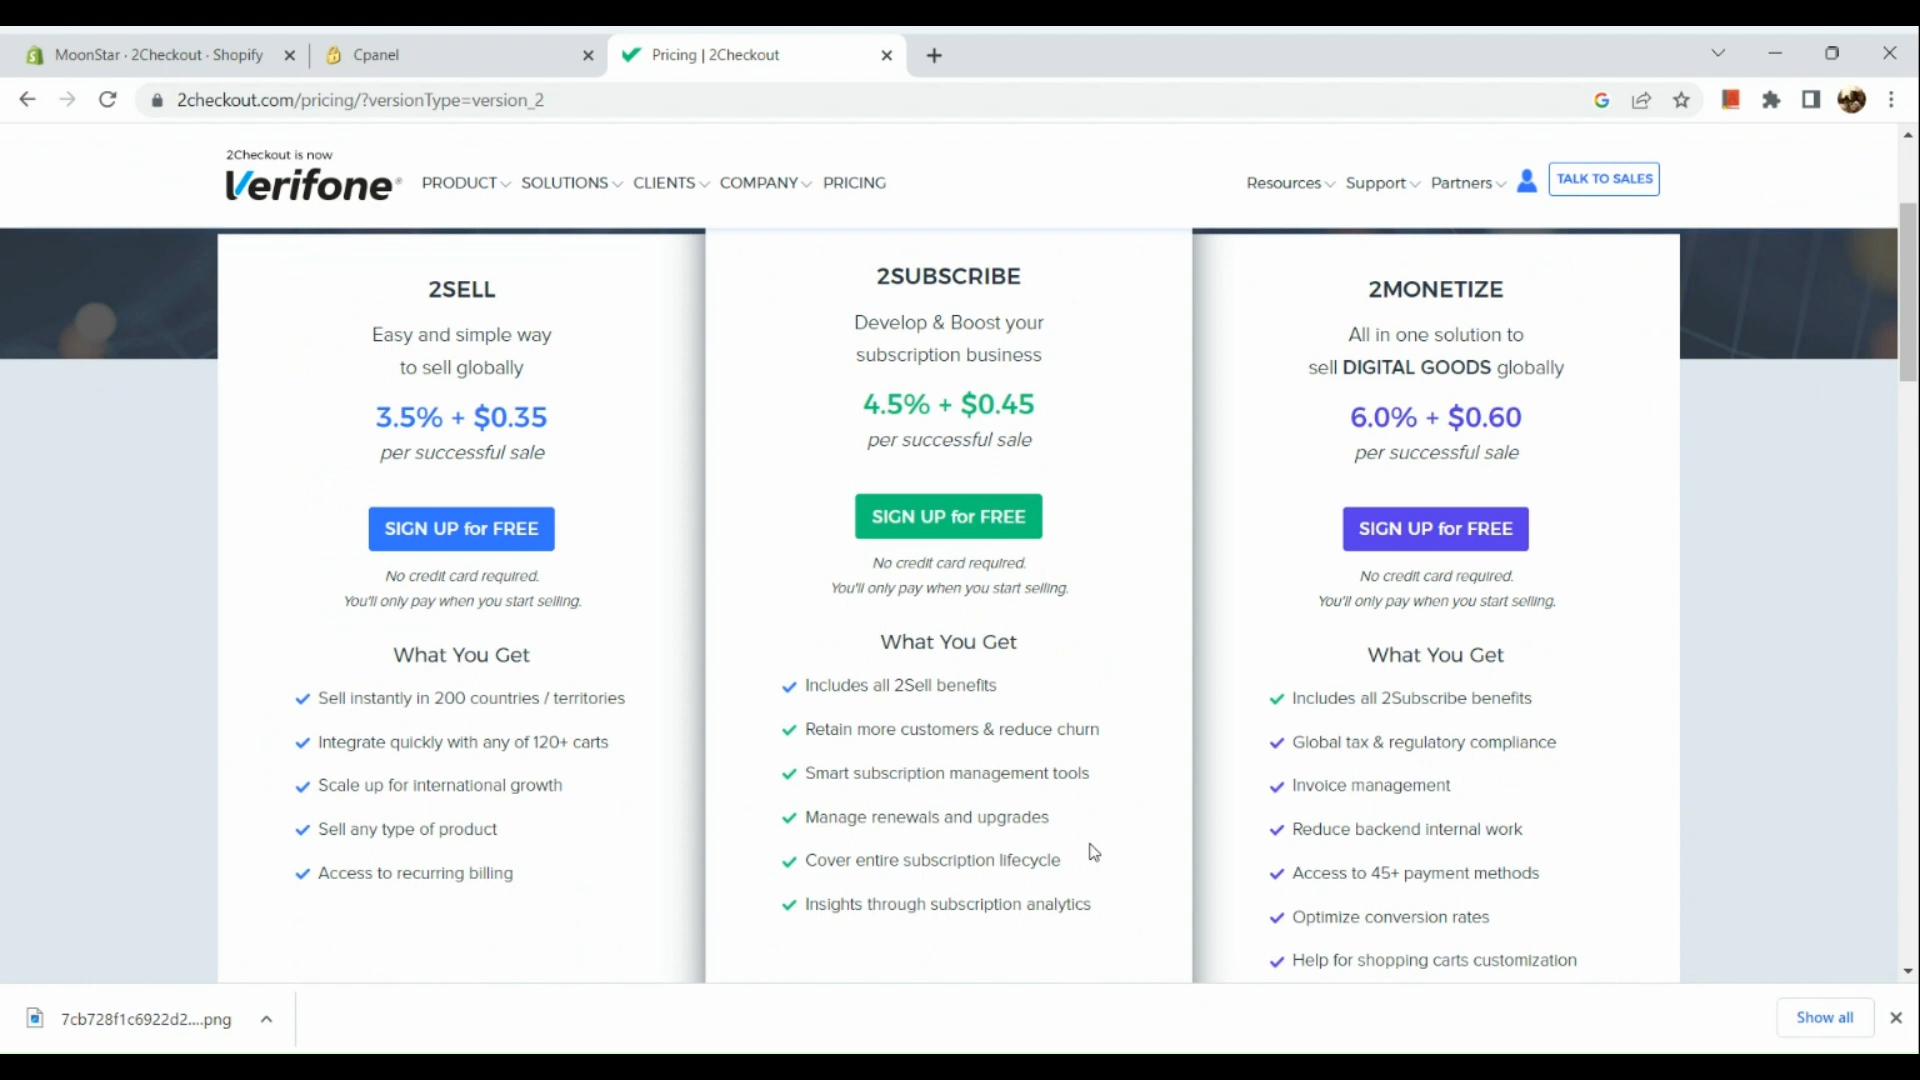 MoonStar · 2Checkout · Shopify
Cpanel
Pricing | 2Checkout
2checkout.com/pricing/?versionType=version_2
2Checkout is now
Verifone
PRODUCT
SOLUTIONS
CLIENTS
COMPANY
PRICING
Resources
Support
Partners
TALK TO SALES
2SELL
Easy and simple way
to sell globally
3.5% + $0.35
per successful sale
SIGN UP for FREE
No credit card required.
You'll only pay when you start selling.
What You Get
Sell instantly in 200 countries / territories
Integrate quickly with any of 120+ carts
Scale up for international growth
Sell any type of product
Access to recurring billing
2SUBSCRIBE
Develop & Boost your
subscription business
4.5% + $0.45
per successful sale
SIGN UP for FREE
No credit card required.
You'll only pay when you start selling.
What You Get
Includes all 2Sell benefits
Retain more customers & reduce churn
Smart subscription management tools
Manage renewals and upgrades
Cover entire subscription lifecycle
Insights through subscription analytics
2MONETIZE
All in one solution to
sell DIGITAL GOODS globally
6.0% + $0.60
per successful sale
SIGN UP for FREE
No credit card required.
You'll only pay when you start selling.
What You Get
Includes all 2Subscribe benefits
Global tax & regulatory compliance
Invoice management
Reduce backend internal work
Access to 45+ payment methods
Optimize conversion rates
Help for shopping carts customization
7cb728f1c6922d2....png
Show all